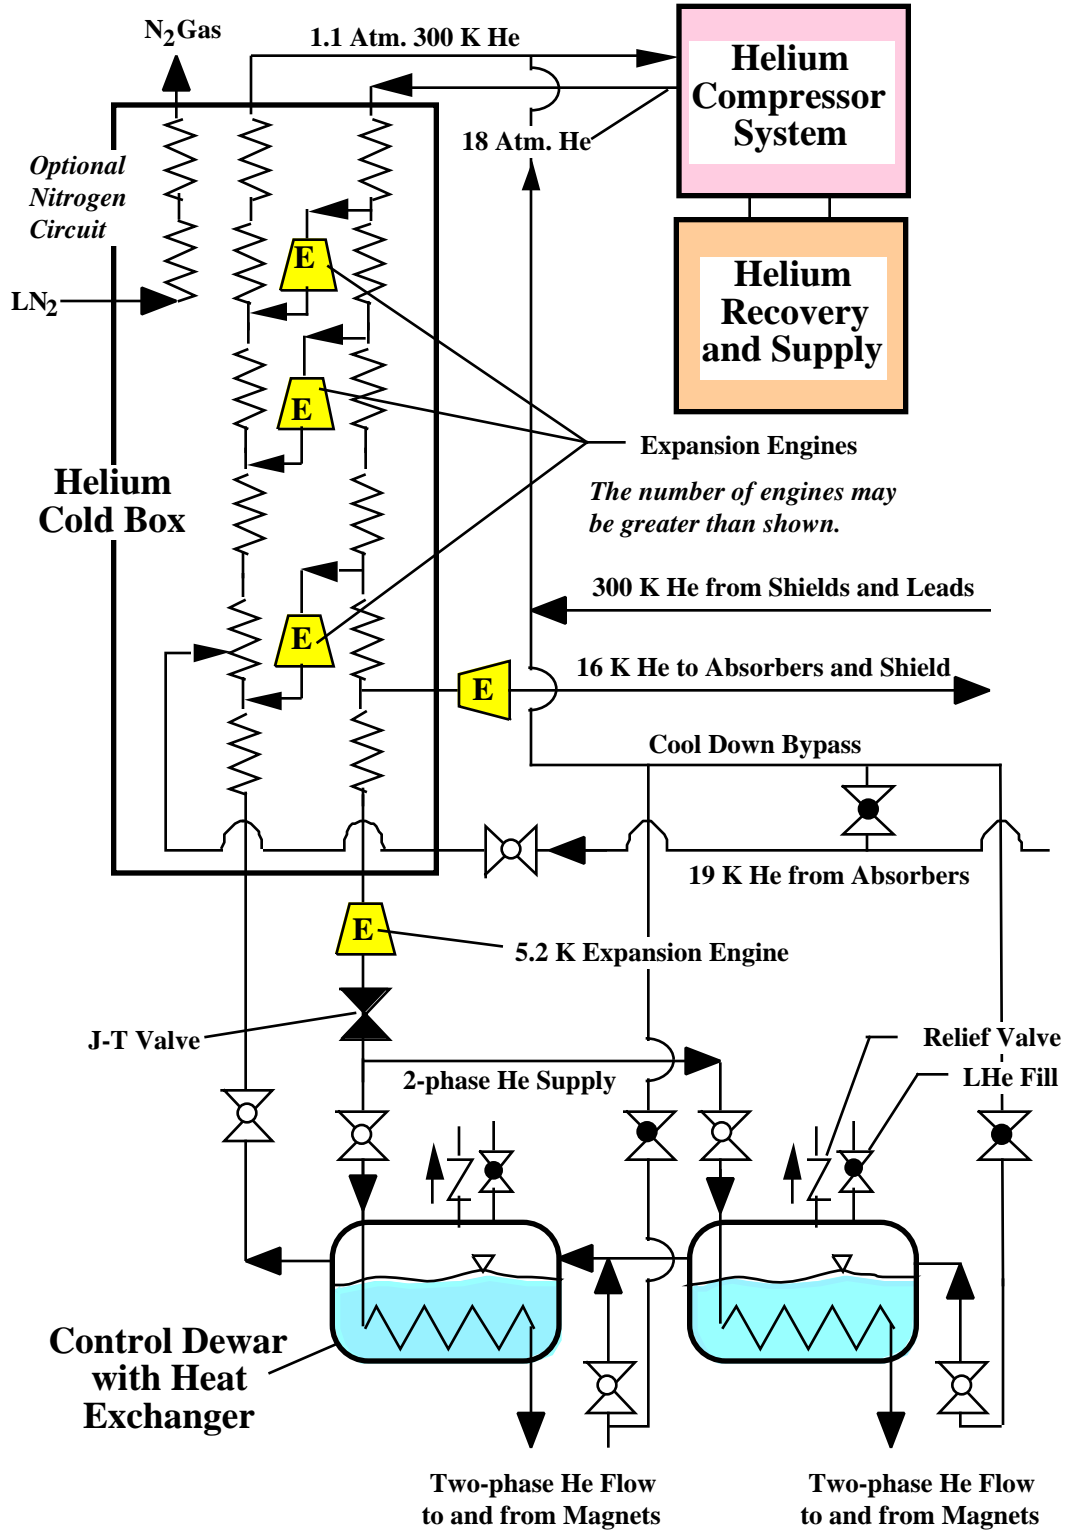 N2Gas
1.1 Atm. 300 K He
Helium
Compressor
System
18 Atm. He
Optional
Nitrogen
Circuit
E
LN2
Helium
Recovery
and Supply
E
Expansion Engines
Helium
Cold Box
The number of engines may
be greater than shown.
300 K He from Shields and Leads
E
16 K He to Absorbers and Shield
E
Cool Down Bypass
19 K He from Absorbers
E
5.2 K Expansion Engine
J-T Valve
Relief Valve
2-phase He Supply
LHe Fill
Control Dewar
with Heat
Exchanger
Two-phase He Flow
to and from Magnets
Two-phase He Flow
to and from Magnets